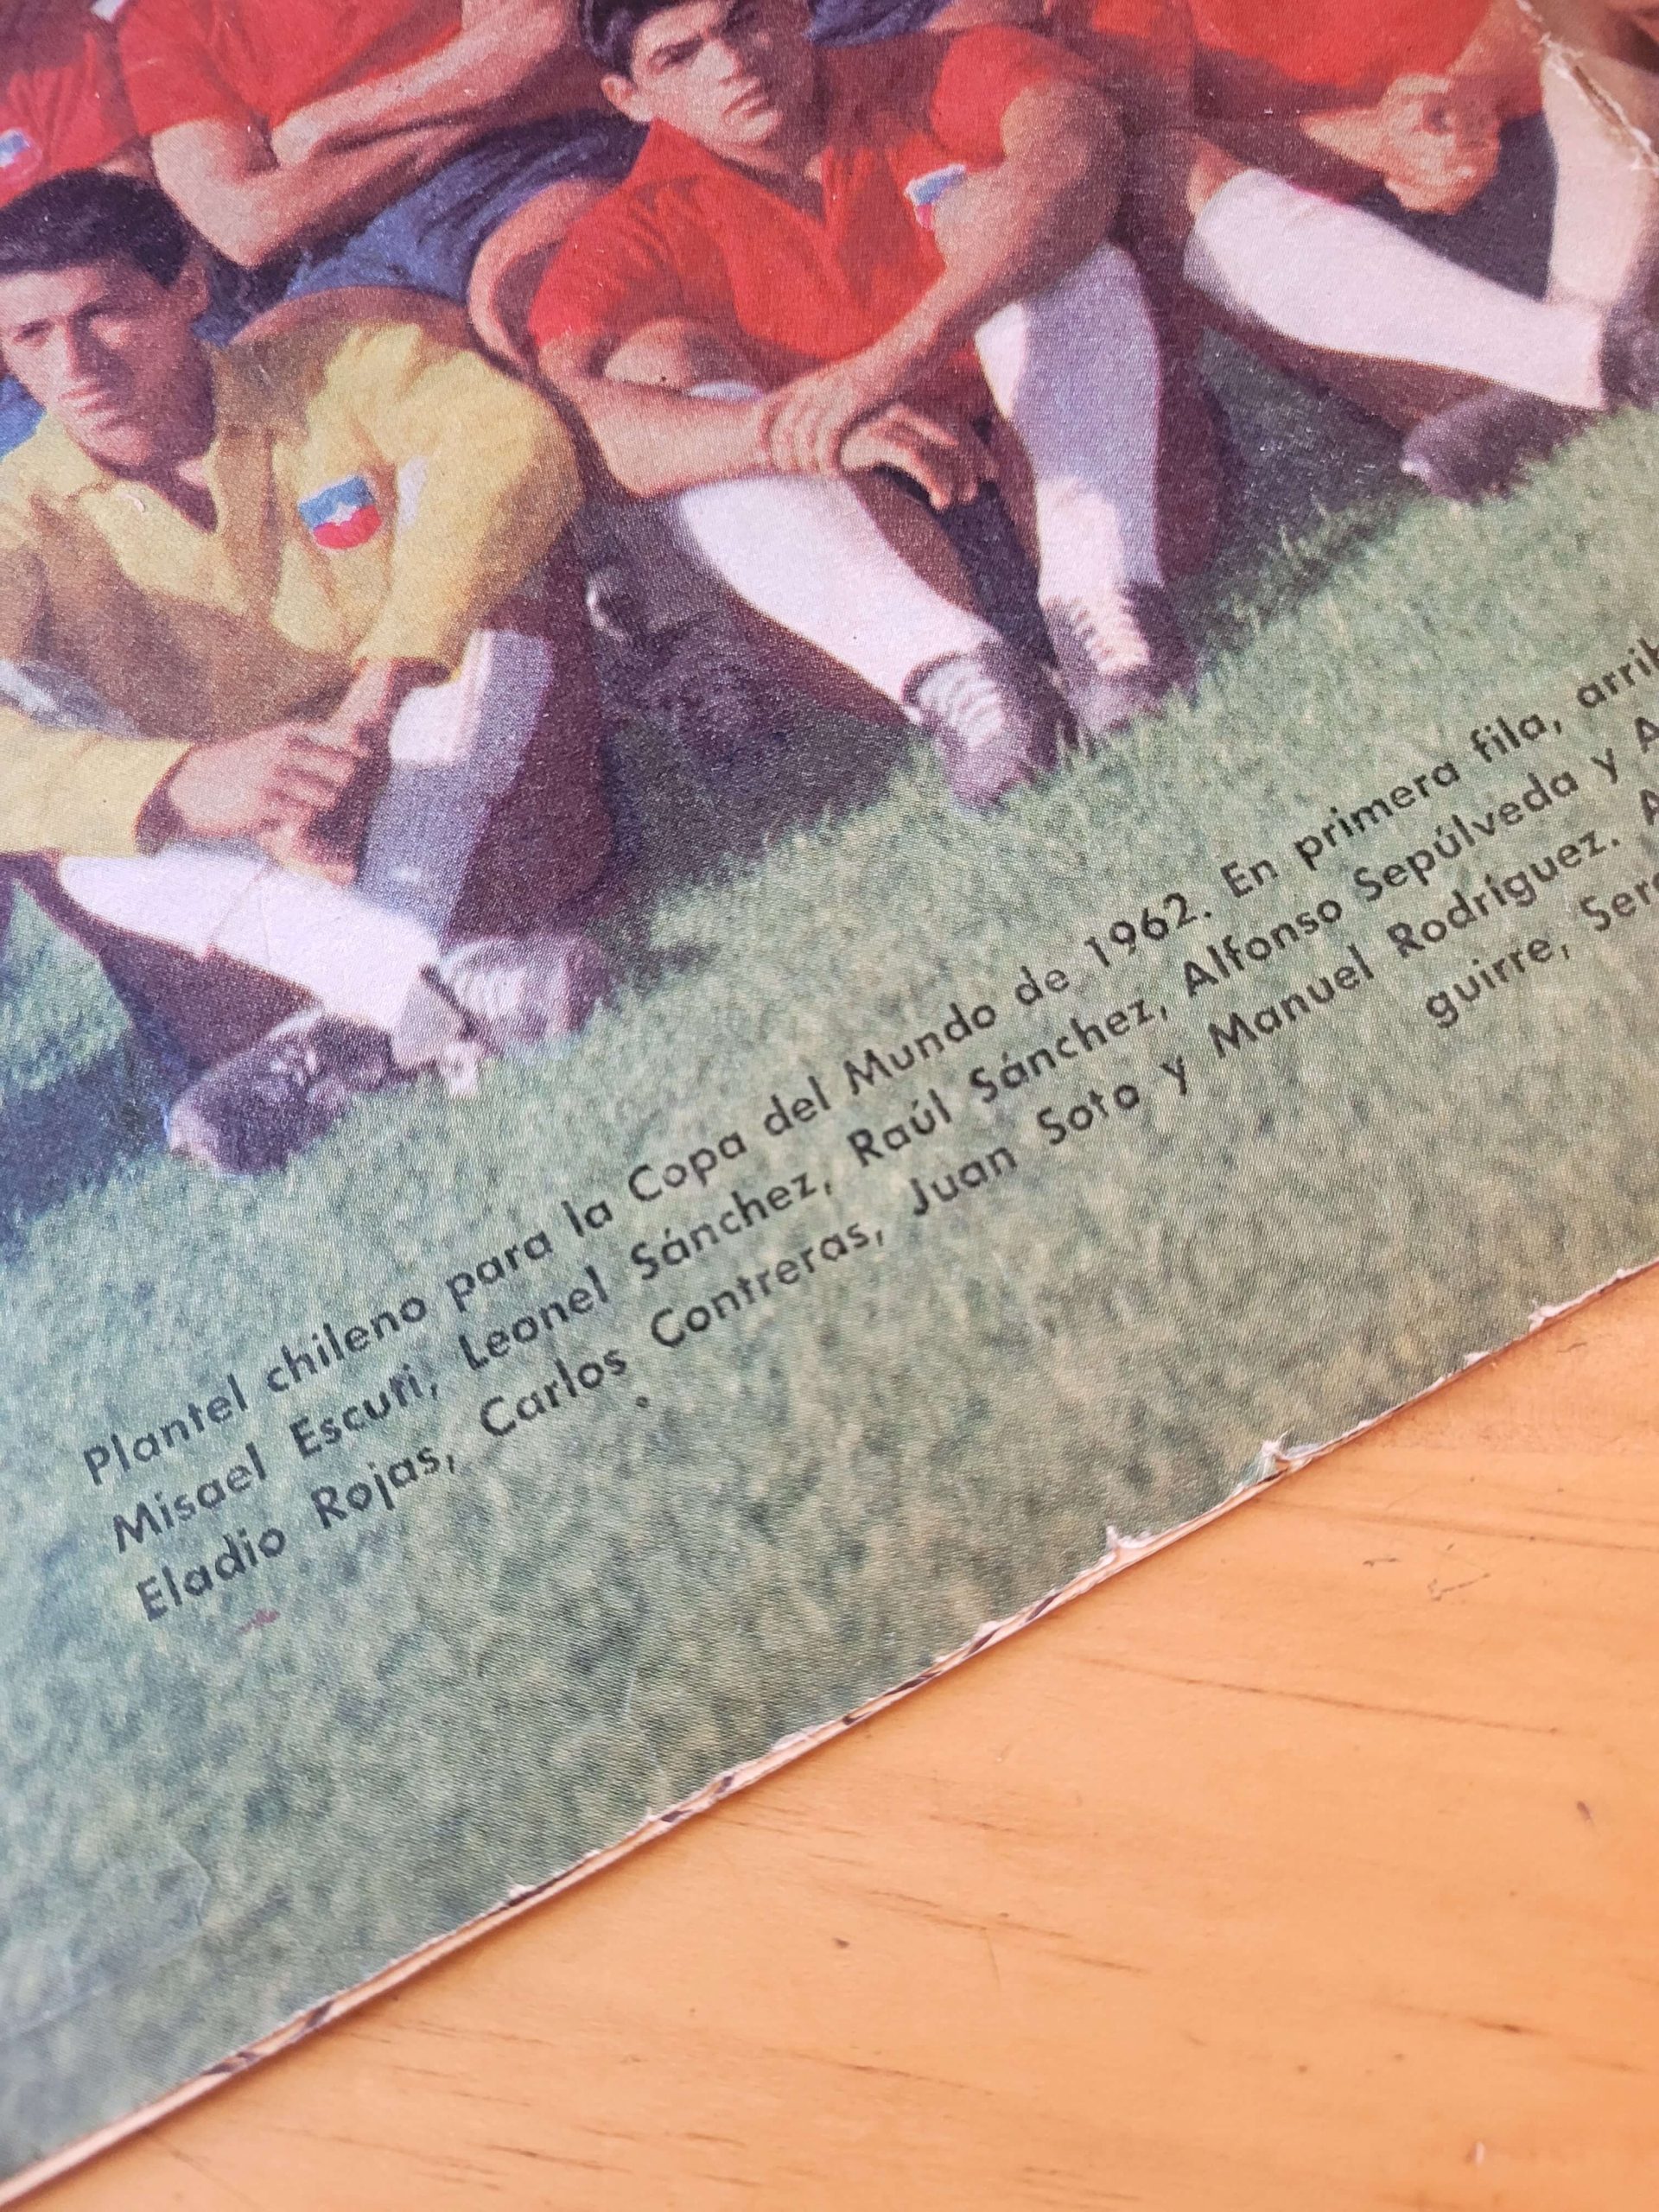 Plantel chileno para la Copa del Mundo de 1962. En primera fila,
Misael Escuti, Leonel Sánchez, Raúl Sánchez, Alfonso Sepúlveda y
Eladio Rojas, Carlos Contreras, Juan Soto y Manuel Rodríguez.
guirre,